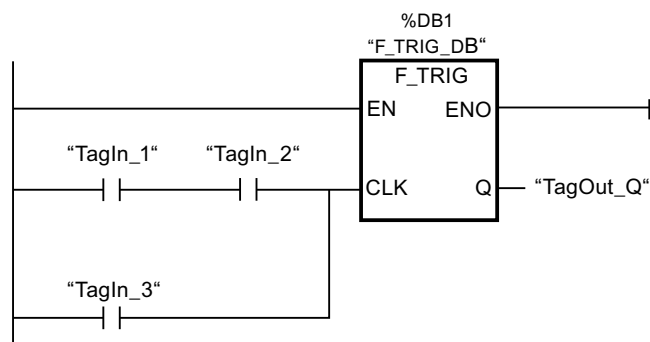 %DB1
“F_TRIG_DB“
F_TRIG
EN ENO
“TagIn_1“ “TagIn_2“
CLK Q “TagOut_Q“
“TagIn_3“